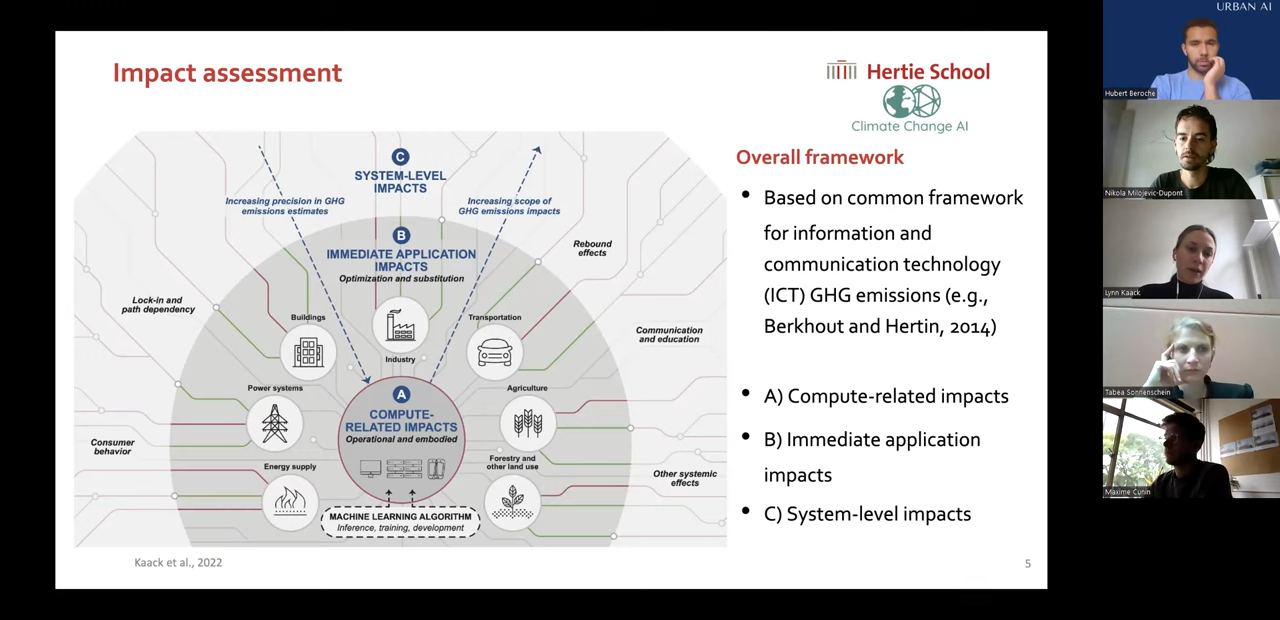 URBAN AI
Impact assessment
Hertie School
Climate Change AI
C
SYSTEM-LEVEL
IMPACTS
Increasing precision in GHG
emissions estimates
Increasing scope of
GHG emissions impacts
B
IMMEDIATE APPLICATION
IMPACTS
Optimization and substitution
Rebound
effects
Lock-in and
path dependency
Buildings
Transportation
Communication
and education
Industry
Power systems
Agriculture
A
COMPUTE-
RELATED IMPACTS
Operational and embodied
Consumer
behavior
Energy supply
Forestry and
other land use
Other systemic
effects
MACHINE LEARNING ALGORITHM
Inference, training, development
Overall framework
• Based on common framework
for information and
communication technology
(ICT) GHG emissions (e.g.,
Berkhout and Hertin, 2014)
• A) Compute-related impacts
• B) Immediate application
impacts
• C) System-level impacts
Kaack et al., 2022
5
Hubert Beroche
Nikola Milojevic-Dupont
Lynn Kaack
Tabea Sonnenschein
Maxime Cunin